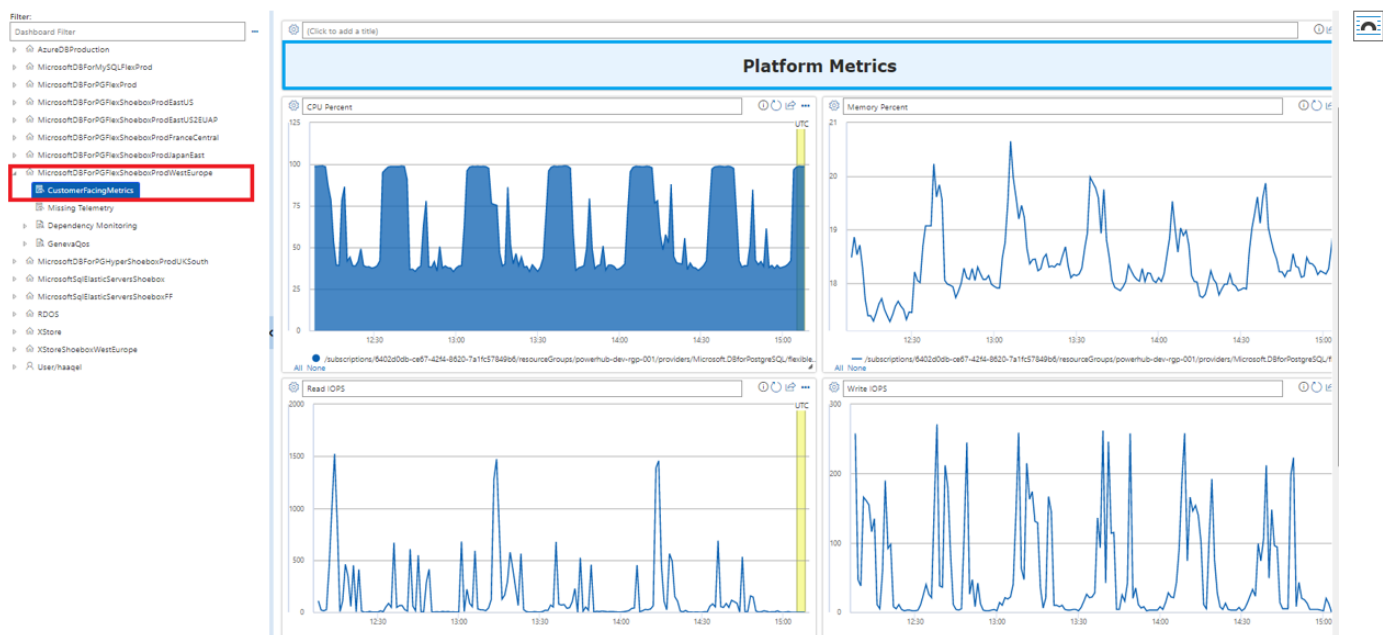 Filter:
Dashboard Filter
AzureDBProduction
MicrosoftDBForMySQLFlexProd
MicrosoftDBForPGFlexProd
MicrosoftDBForPGFlexShoeboxProdEastUS
MicrosoftDBForPGFlexShoeboxProdEastUS2EUAP
MicrosoftDBForPGFlexShoeboxProdFranceCentral
MicrosoftDBForPGFlexShoeboxProdJapanEast
MicrosoftDBForPGFlexShoeboxProdWestEurope
CustomerFacingMetrics
Missing Telemetry
Dependency Monitoring
GenevaQos
MicrosoftDBForPGHyperShoeboxProdUKSouth
MicrosoftSqlElasticServersShoebox
MicrosoftSqlElasticServersShoeboxFF
RDOS
XStore
XStoreShoeboxWestEurope
User/haaqel
(Click to add a title)
Platform Metrics
CPU Percent
125
100
75
50
25
0
UTC
12:30 13:00 13:30 14:00 14:30 15:00
/subscriptions/6402d0db-ce67-42f4-8620-7a1fc57849b6/resourceGroups/powerhub-dev-rgp-001/providers/Microsoft.DBforPostgreSQL/flexible..
All None
Memory Percent
21
20
19
18
12:30 13:00 13:30 14:00 14:30 15:00
/subscriptions/6402d0db-ce67-42f4-8620-7a1fc57849b6/resourceGroups/powerhub-dev-rgp-001/providers/Microsoft.DBforPostgreSQL/f
All None
Read IOPS
2000
1500
1000
500
0
UTC
12:30 13:00 13:30 14:00 14:30 15:00
Write IOPS
300
200
100
0
12:30 13:00 13:30 14:00 14:30 15:00